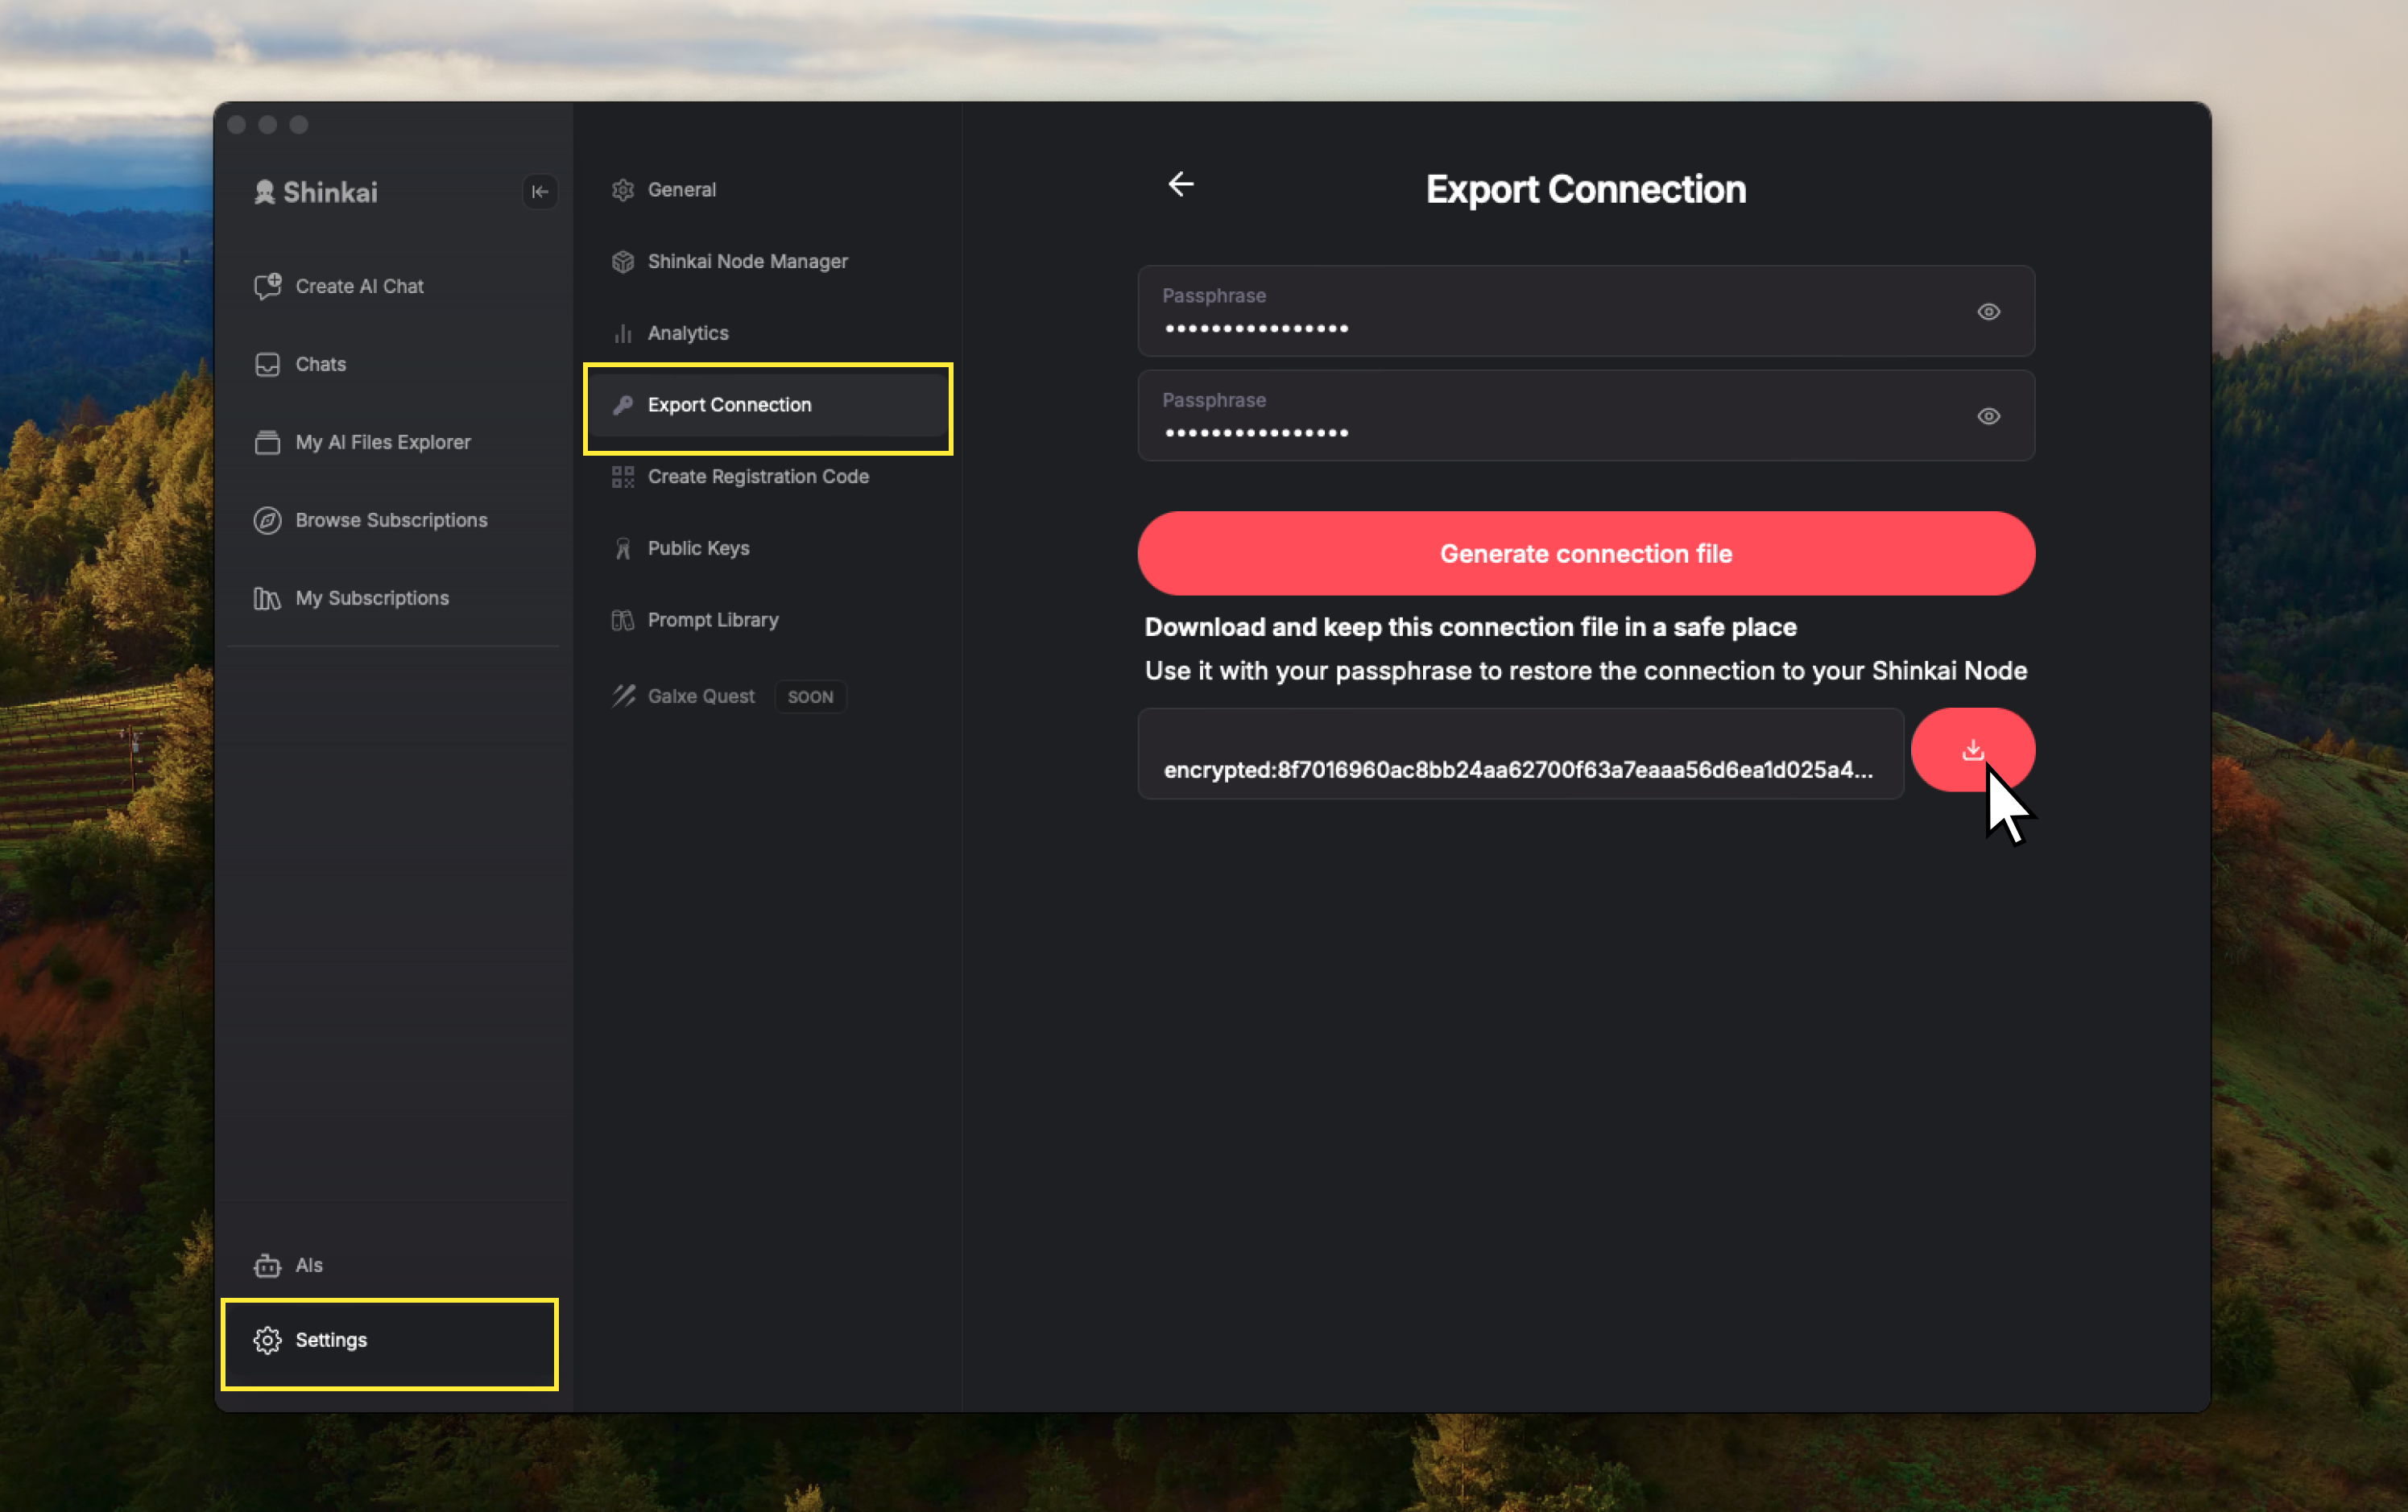 Shinkai
Create AI Chat
Chats
My AI Files Explorer
Browse Subscriptions
My Subscriptions
AIs
Settings
General
Shinkai Node Manager
Analytics
Export Connection
Create Registration Code
Public Keys
Prompt Library
Galxe Quest SOON
Export Connection
Passphrase
••••••••••••••••
Passphrase
••••••••••••••••
Generate connection file
Download and keep this connection file in a safe place
Use it with your passphrase to restore the connection to your Shinkai Node
encrypted:8f7016960ac8bb24aa62700f63a7eaaa56d6ea1d025a4...